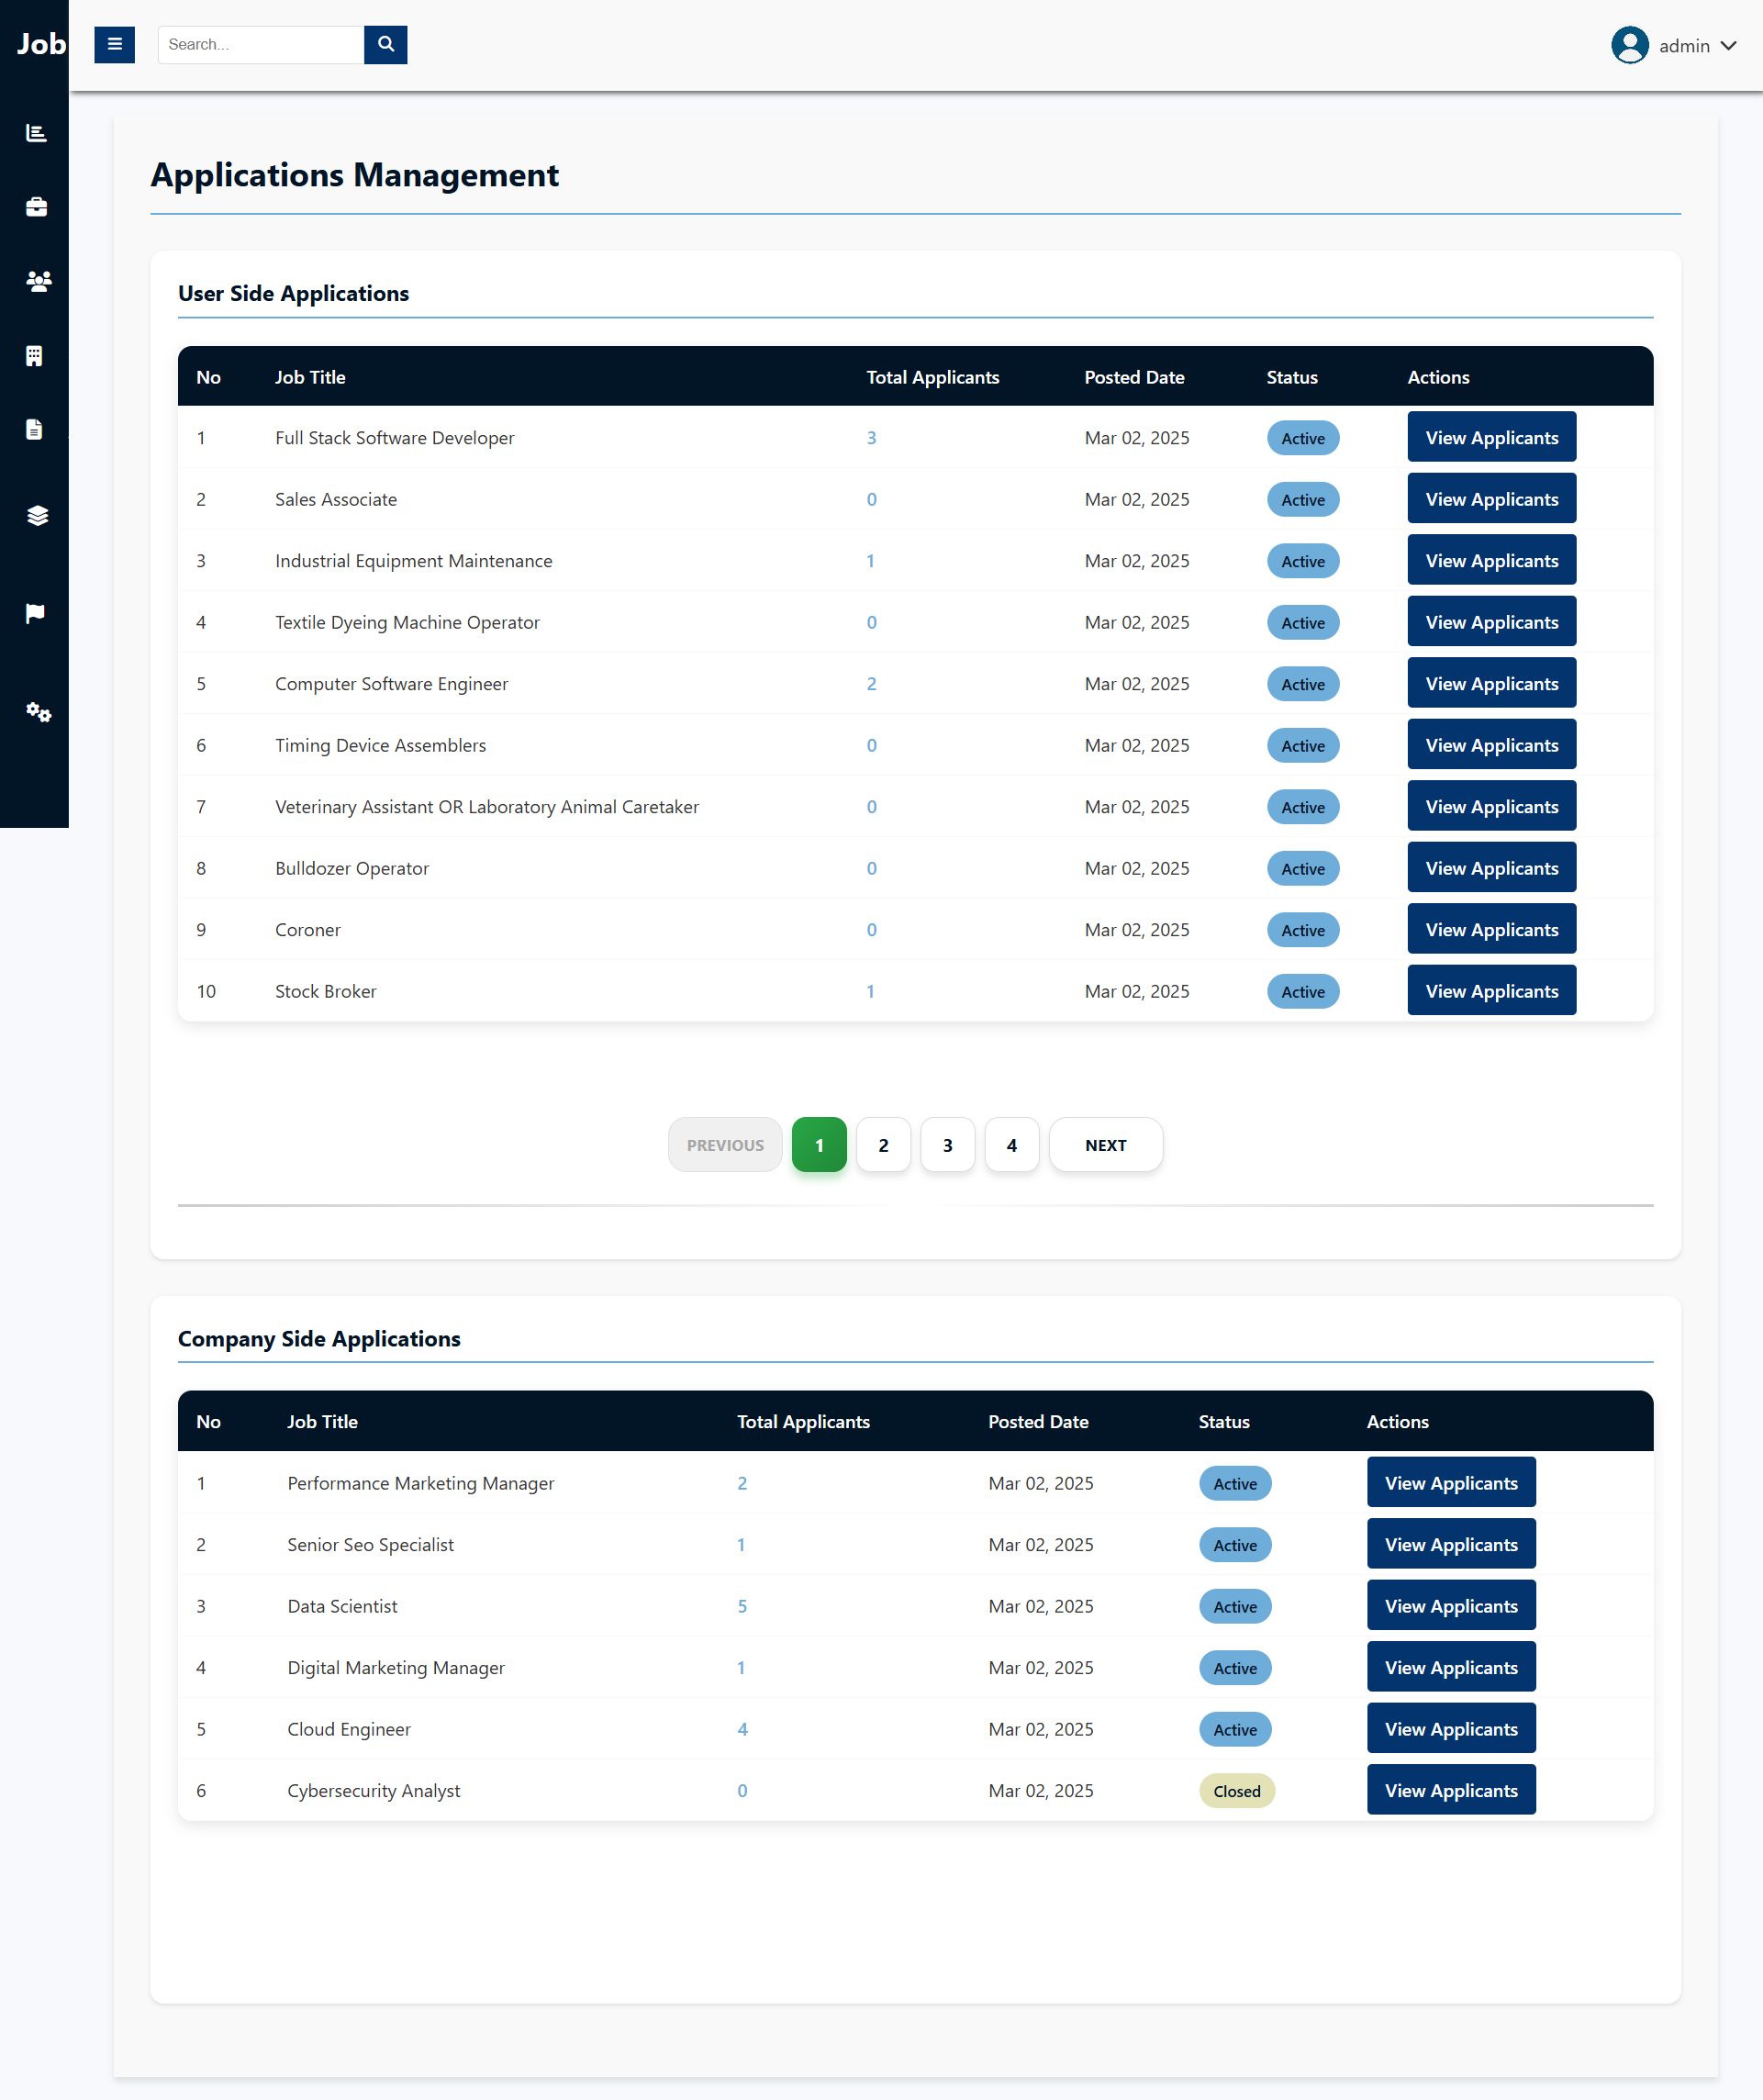 Job
Search...
admin
Applications Management
User Side Applications
No Job Title Total Applicants Posted Date Status Actions
1 Full Stack Software Developer 3 Mar 02, 2025 Active View Applicants
2 Sales Associate 0 Mar 02, 2025 Active View Applicants
3 Industrial Equipment Maintenance 1 Mar 02, 2025 Active View Applicants
4 Textile Dyeing Machine Operator 0 Mar 02, 2025 Active View Applicants
5 Computer Software Engineer 2 Mar 02, 2025 Active View Applicants
6 Timing Device Assemblers 0 Mar 02, 2025 Active View Applicants
7 Veterinary Assistant OR Laboratory Animal Caretaker 0 Mar 02, 2025 Active View Applicants
8 Bulldozer Operator 0 Mar 02, 2025 Active View Applicants
9 Coroner 0 Mar 02, 2025 Active View Applicants
10 Stock Broker 1 Mar 02, 2025 Active View Applicants
PREVIOUS 1 2 3 4 NEXT
Company Side Applications
No Job Title Total Applicants Posted Date Status Actions
1 Performance Marketing Manager 2 Mar 02, 2025 Active View Applicants
2 Senior Seo Specialist 1 Mar 02, 2025 Active View Applicants
3 Data Scientist 5 Mar 02, 2025 Active View Applicants
4 Digital Marketing Manager 1 Mar 02, 2025 Active View Applicants
5 Cloud Engineer 4 Mar 02, 2025 Active View Applicants
6 Cybersecurity Analyst 0 Mar 02, 2025 Closed View Applicants